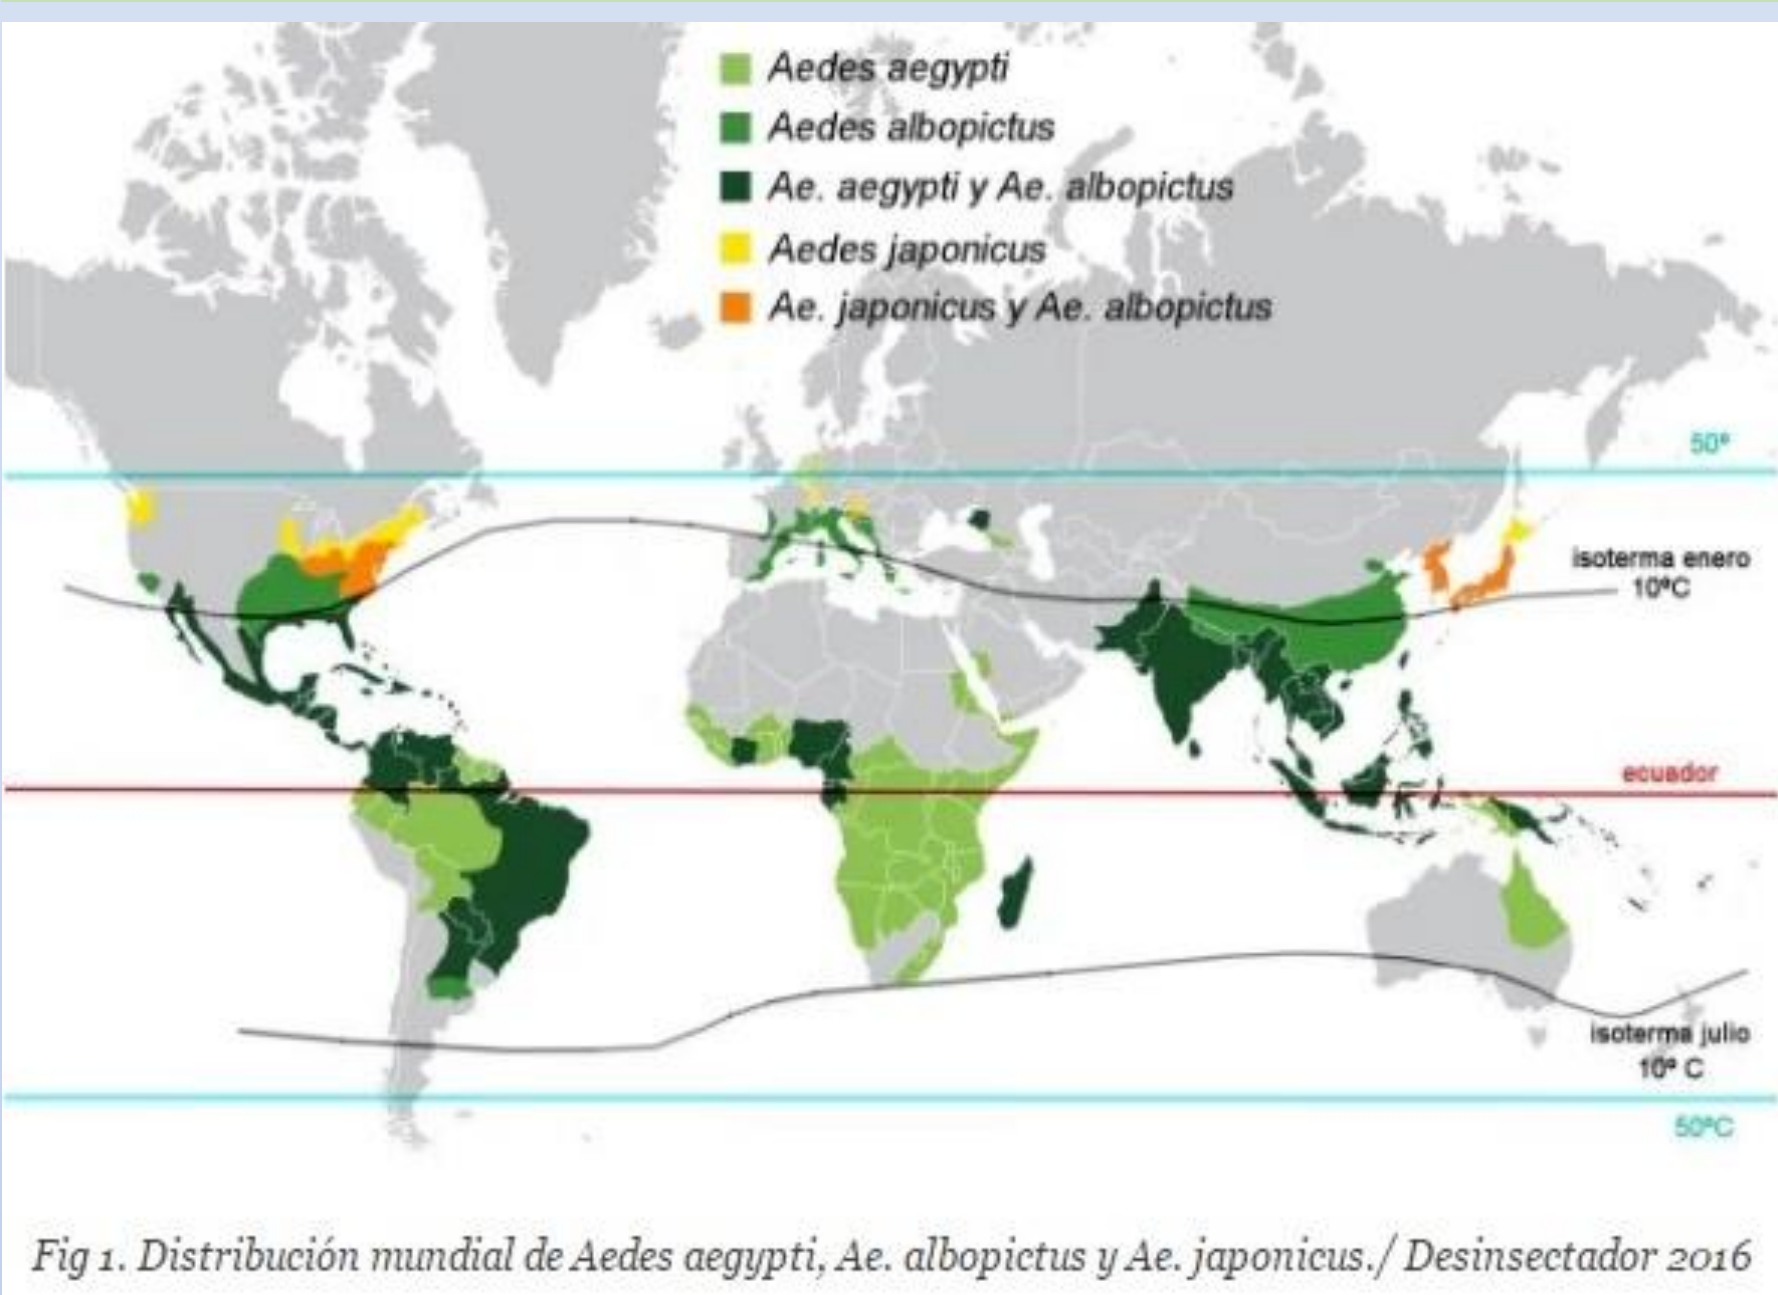 Aedes aegypti
Aedes albopictus
Ae. aegypti y Ae. albopictus
Aedes japonicus
Ae. japonicus y Ae. albopictus
50º
isoterma enero
10ºC
ecuador
isoterma julio
10º C
50ºC
Fig 1. Distribución mundial de Aedes aegypti, Ae. albopictus y Ae. japonicus./ Desinsectador 2016